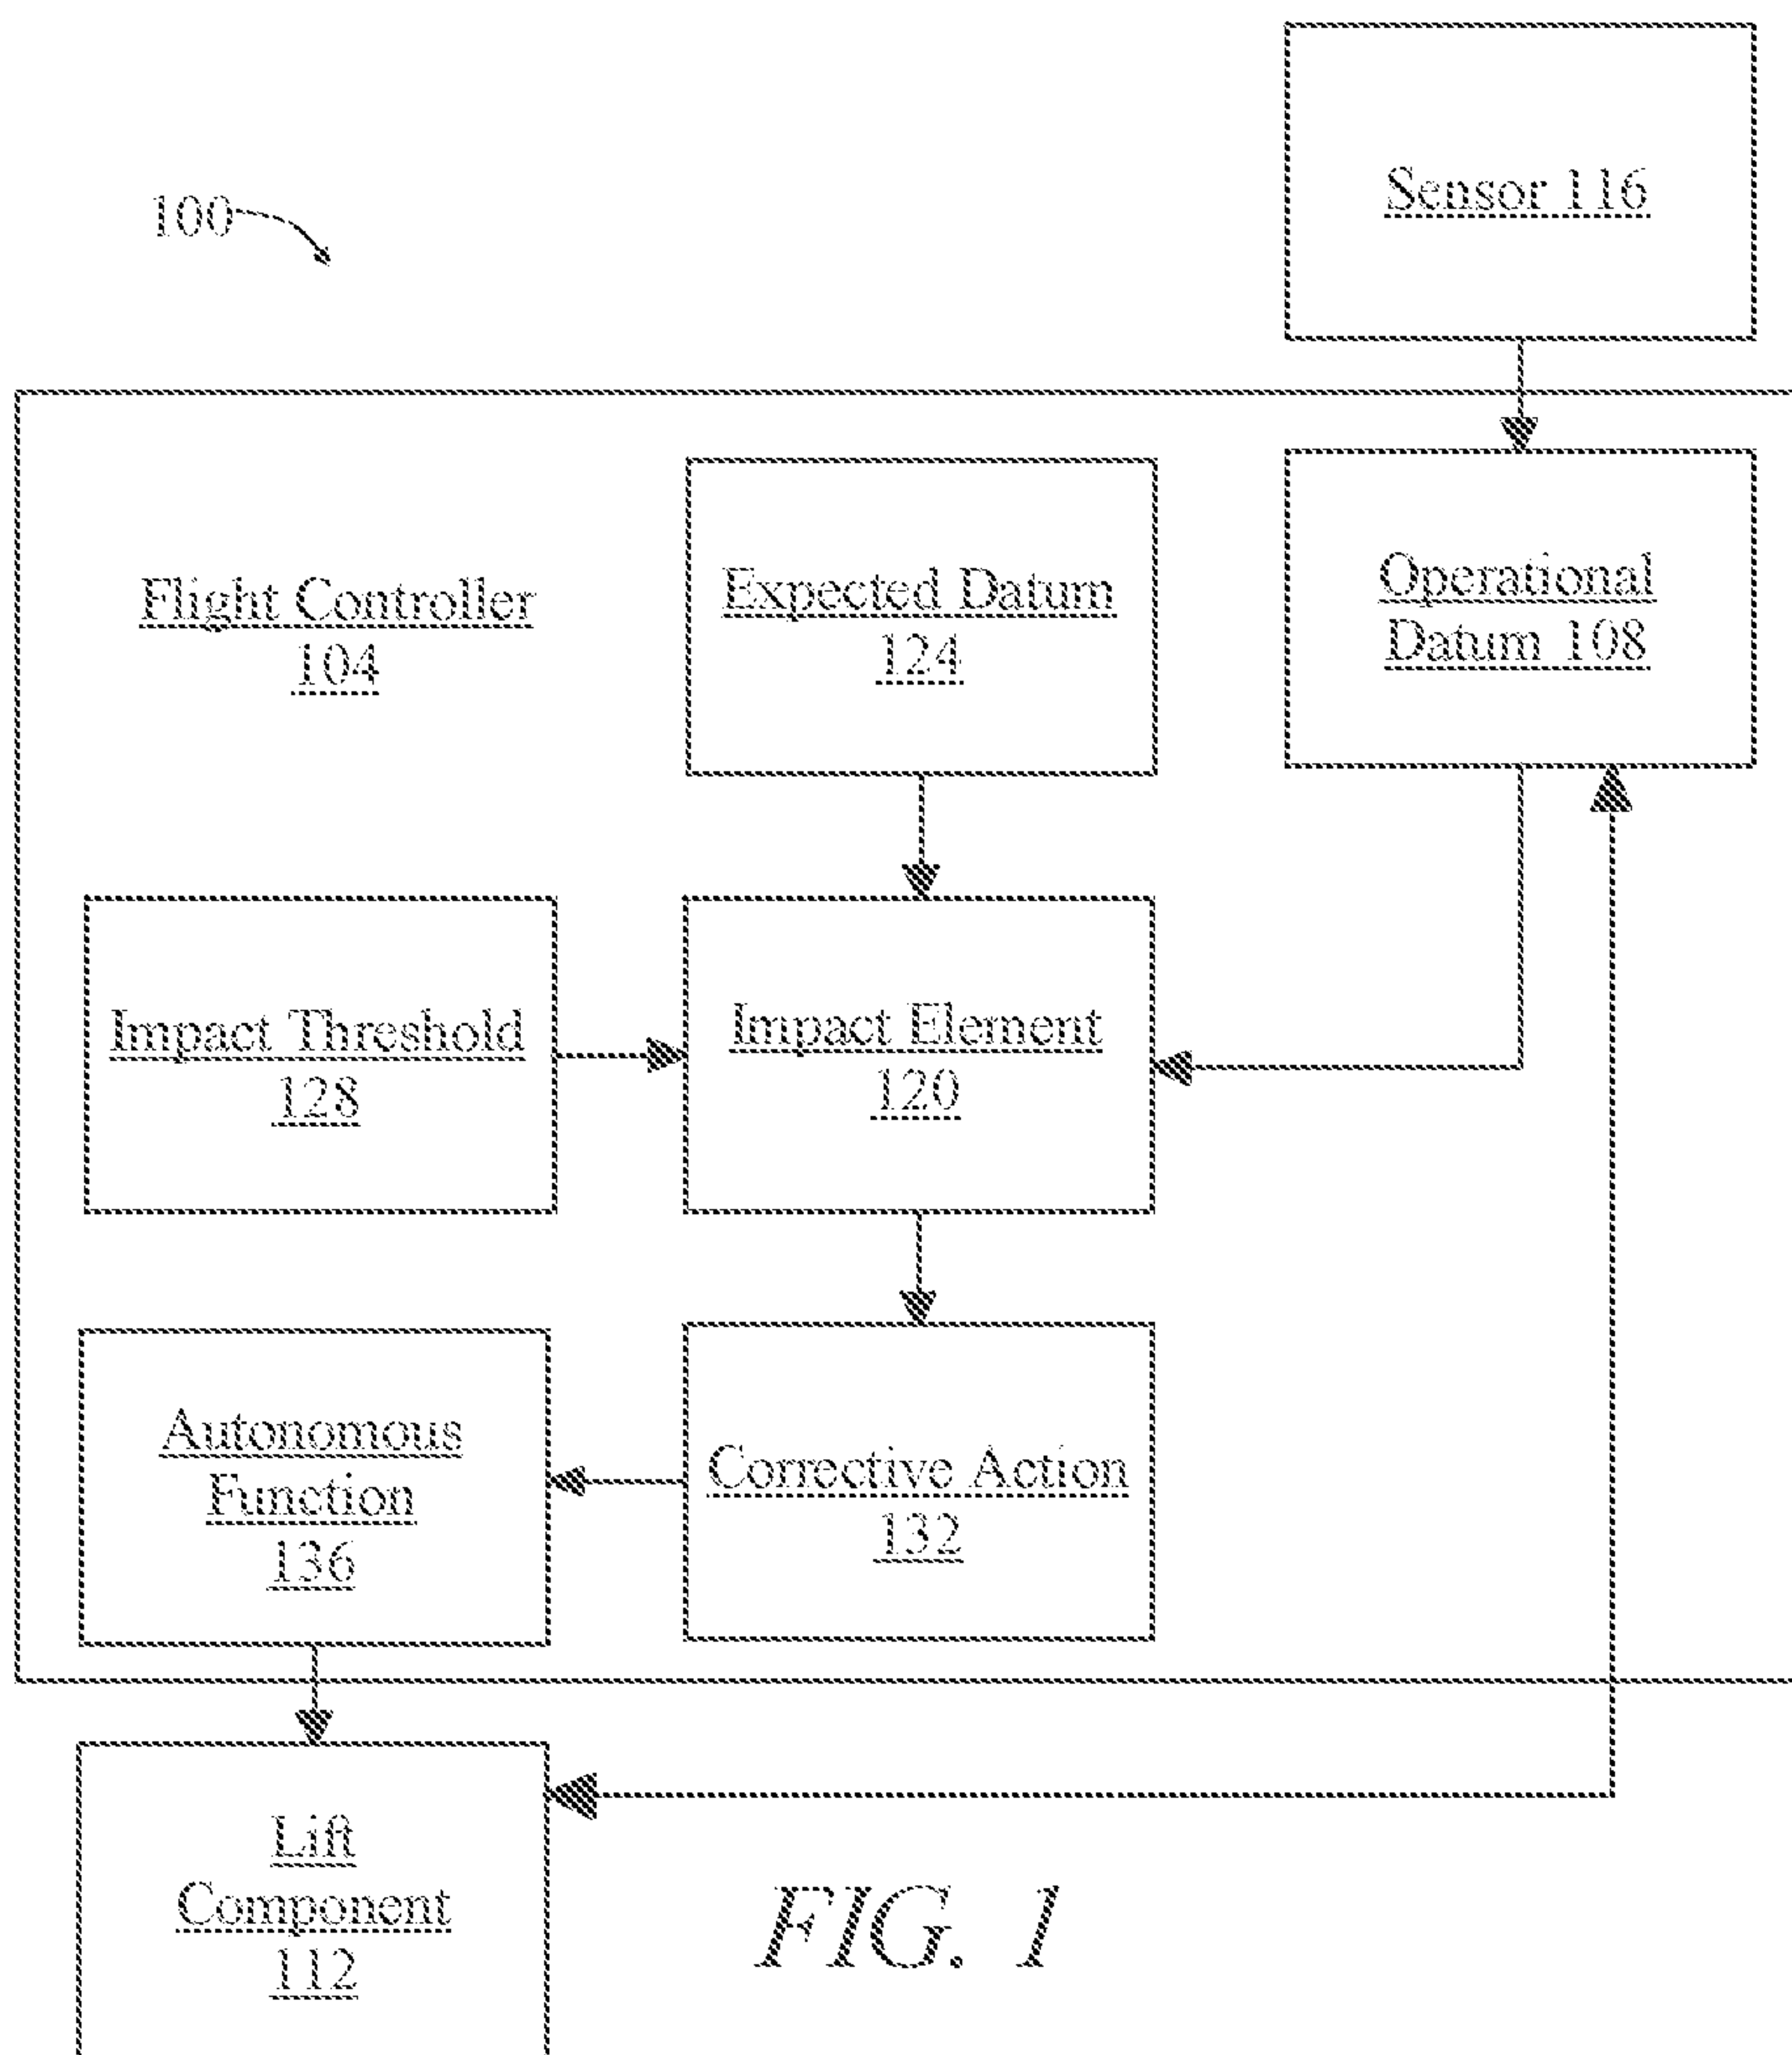 Sensor 116
100
Flight Controller
104
Expected Datum
124
Operational
Datum 108
Impact Threshold
128
Impact Element
120
Autonomous
Function
136
Corrective Action
132
Lift
Component
112
FIG. 1